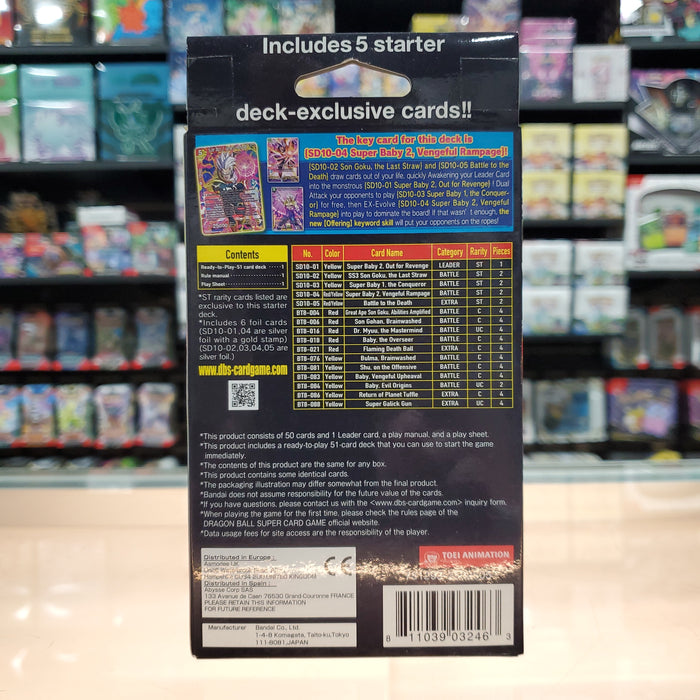 Includes 5 starter
deck-exclusive cards!!
The key card for this deck is
[SD10-04 Super Baby 2, Vengeful Rampage]!
[SD10-02 Son Goku, the Last Straw] and [SD10-05 Battle to the
Death] draw cards out of your life, quickly Awakening your Leader Card
into the monstrous [SD10-01 Super Baby 2, Out for Revenge] ! Dual
Attack your opponents to play [SD10-03 Super Baby 1, the Conquer-
or] for free, then EX-Evolve [SD10-04 Super Baby 2, Vengeful
Rampage] into play to dominate the board! If that wasn't enough, the
new [Offering] keyword skill will put your opponents on the ropes!
Contents
Ready-to-Play-51 card deck ····· 1
Rule manual 1
Play Sheet 1
*ST rarity cards listed are
exclusive to this starter
deck.
*Includes 6 foil cards
(SD10-01,04 are silver
foil with a gold stamp)
(SD10-02,03,04,05 are
silver foil.)
www.dbs-cardgame.com
No. Color Card Name Category Rarity Pieces
SD10-01 Yellow Super Baby 2, Out for Revenge LEADER ST 1
SD10-02 Yellow SS3 Son Goku, the Last Straw BATTLE ST 2
SD10-03 Yellow Super Baby 1, the Conqueror BATTLE ST 2
SD10-04 Red/Yellow Super Baby 2, Vengeful Rampage BATTLE ST 2
SD10-05 Red/Yellow Battle to the Death EXTRA ST 2
BT8-004 Red Great Ape Son Goku, Abilities Amplified BATTLE C 4
BT8-006 Red Son Gohan, Brainwashed BATTLE C 4
BT8-016 Red Dr. Myuu, the Mastermind BATTLE UC 4
BT8-018 Red Baby, the Overseer BATTLE C 4
BT8-021 Red Flaming Death Ball EXTRA C 4
BT8-076 Yellow Bulma, Brainwashed BATTLE C 4
BT8-081 Yellow Shu, on the Offensive BATTLE C 4
BT8-083 Yellow Baby, Vengeful Upheaval BATTLE C 4
BT8-084 Yellow Baby, Evil Origins BATTLE UC 2
BT8-086 Yellow Return of Planet Tuffle EXTRA C 4
BT8-088 Yellow Super Galick Gun EXTRA UC 4
*This product consists of 50 cards and 1 Leader card, a play manual, and a play sheet.
*This product includes a ready-to-play 51-card deck that you can use to start the game
immediately.
*The contents of this product are the same for any box.
*This product contains some identical cards.
*The packaging illustration may differ somewhat from the final product.
*Bandai does not assume responsibility for the future value of the cards.
*If you have questions, please contact us with the <www.dbs-cardgame.com> inquiry form.
*When playing the game for the first time, please check the rules page of the
DRAGON BALL SUPER CARD GAME official website.
*Data usage fees for site access are the responsibility of the player.
Distributed in Europe :
Asmodee UK
UNITED KINGDOM
Distributed in Spain :
Abysse Corp SAS
133 Avenue de Caen 76530 Grand-Couronne FRANCE
PLEASE RETAIN THIS INFORMATION
FOR FUTURE REFERENCE
CE
TOEI ANIMATION
Manufacturer Bandai Co., Ltd.
1-4-8 Komagata, Taito-ku,Tokyo
111-8081,JAPAN
8 11039 03246 3